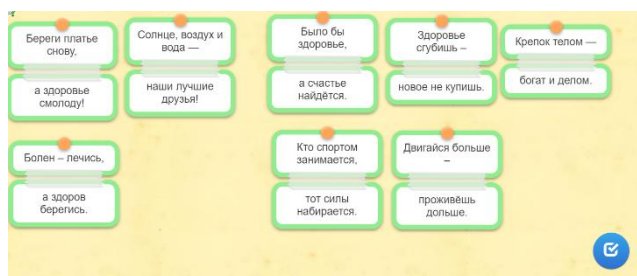 Береги платье
снову,
а здоровье
смолоду!
Солнце, воздух и
вода —
наши лучшие
друзья!
Было бы
здоровье,
а счастье
найдётся.
Здоровье
сгубишь –
новое не купишь.
Крепок телом —
богат и делом.
Болен – лечись,
а здоров
берегись.
Кто спортом
занимается,
тот силы
набирается.
Двигайся больше
–
проживёшь
дольше.